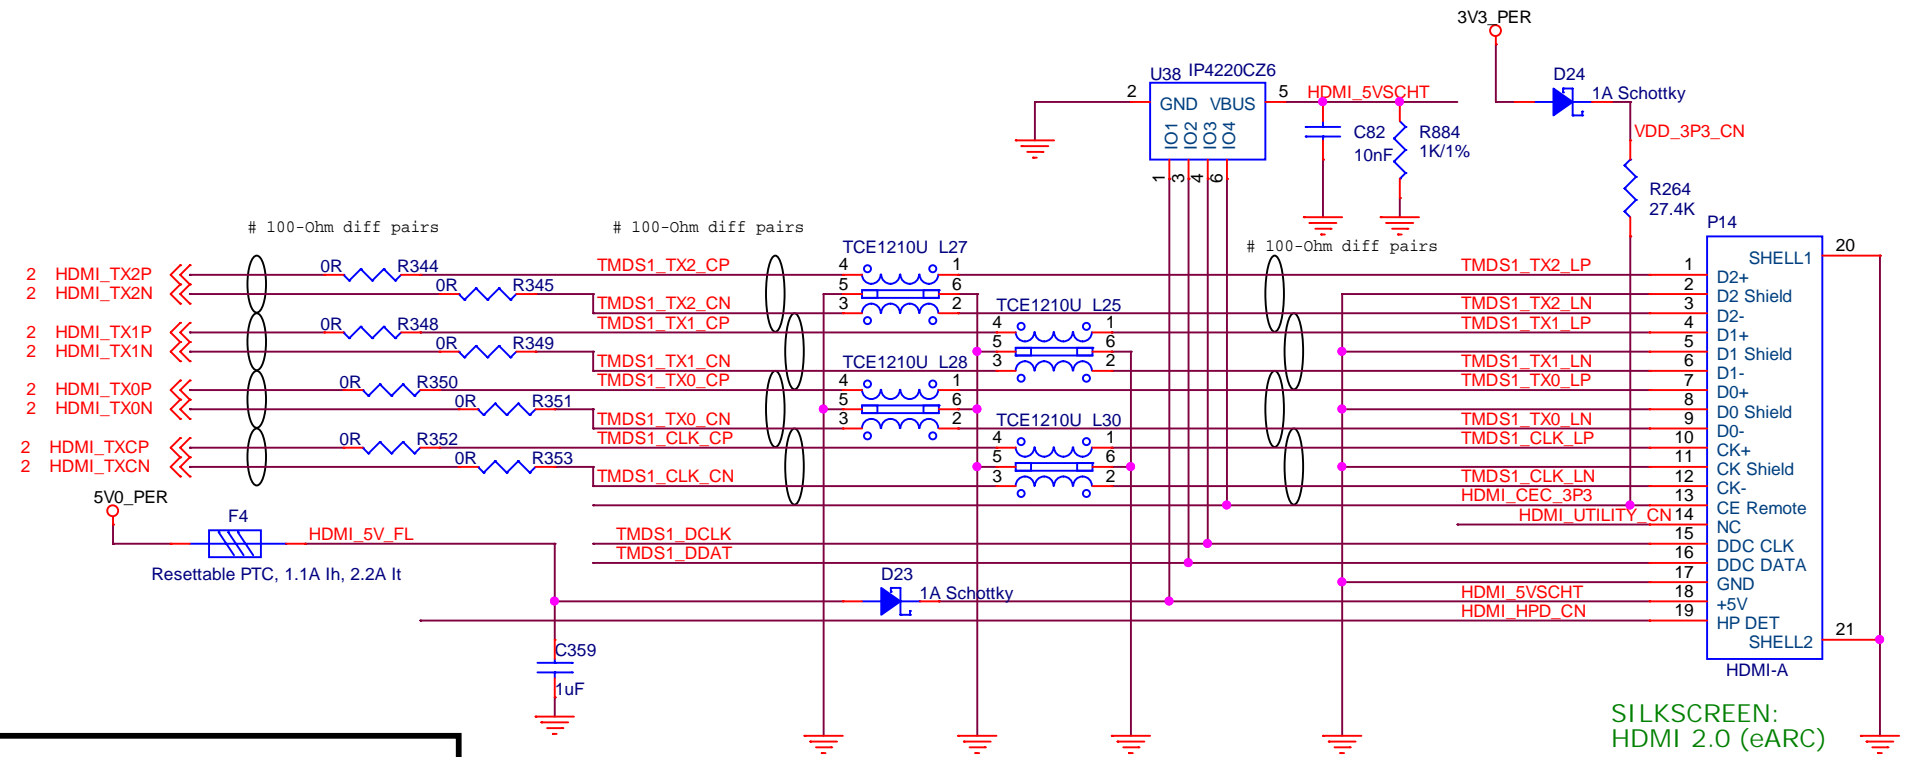 3V3_PER
U38 IP4220CZ6
2 GND VBUS 5 HDMI_5VSCHT
IO1 IO2 IO3 IO4
1 3 4 6
C82
10nF
R884
1K/1%
D24
1A Schottky
VDD_3P3_CN
R264
27.4K
P14
# 100-Ohm diff pairs
# 100-Ohm diff pairs
# 100-Ohm diff pairs
TCE1210U L27
4 1
5 6
3 2
TCE1210U L25
4 1
5 6
3 2
TCE1210U L28
4 1
5 6
3 2
TCE1210U L30
4 1
5 6
3 2
2 HDMI_TX2P 0R R344 TMDS1_TX2_CP TMDS1_TX2_LP 1 D2+
2 HDMI_TX2N 0R R345 2 D2 Shield
TMDS1_TX2_CN TMDS1_TX2_LN 3 D2-
2 HDMI_TX1P 0R R348 TMDS1_TX1_CP TMDS1_TX1_LP 4 D1+
2 HDMI_TX1N 0R R349 5 D1 Shield
TMDS1_TX1_CN TMDS1_TX1_LN 6 D1-
2 HDMI_TX0P 0R R350 TMDS1_TX0_CP TMDS1_TX0_LP 7 D0+
2 HDMI_TX0N 0R R351 8 D0 Shield
TMDS1_TX0_CN TMDS1_TX0_LN 9 D0-
2 HDMI_TXCP 0R R352 TMDS1_CLK_CP TMDS1_CLK_LP 10 CK+
2 HDMI_TXCN 0R R353 11 CK Shield
TMDS1_CLK_CN TMDS1_CLK_LN 12 CK-
HDMI_CEC_3P3 13 CE Remote
HDMI_UTILITY_CN 14 NC
TMDS1_DCLK 15 DDC CLK
TMDS1_DDAT 16 DDC DATA
17 GND
HDMI_5VSCHT 18 +5V
HDMI_HPD_CN 19 HP DET
SHELL1 20
SHELL2 21
HDMI-A
5V0_PER
F4
HDMI_5V_FL
Resettable PTC, 1.1A Ih, 2.2A It
D23
1A Schottky
C359
1uF
SILKSCREEN:
HDMI 2.0 (eARC)